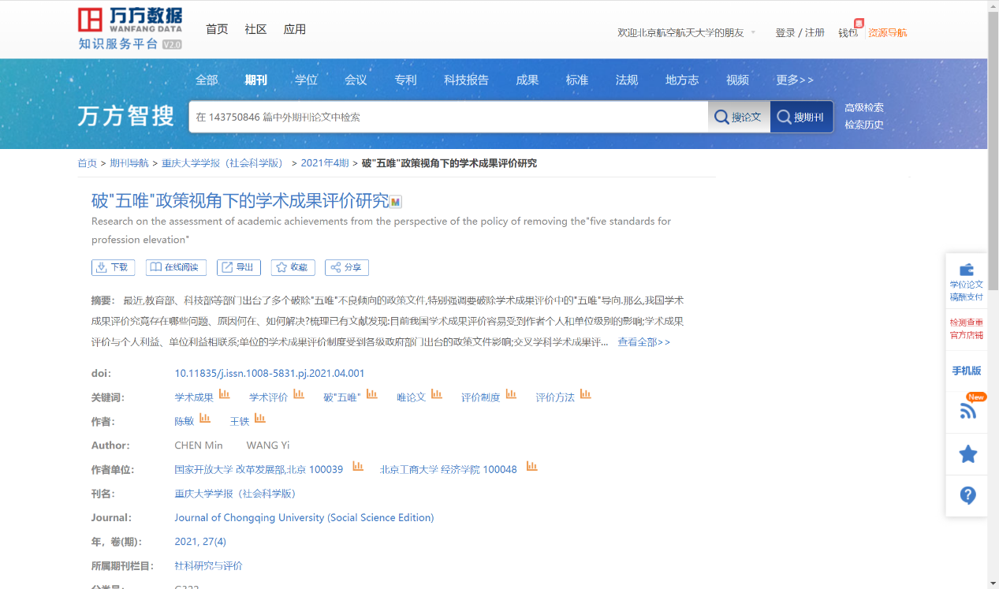 万方数据
WANFANG DATA
知识服务平台 V2.0
首页 社区 应用
欢迎北京航空航天大学的朋友 登录 / 注册 钱包 惠 资源导航
全部 期刊 学位 会议 专利 科技报告 成果 标准 法规 地方志 视频 更多>>
万方智搜
在 143750846 篇中外期刊论文中检索 搜论文 搜期刊
高级检索
检索历史
首页 > 期刊导航 > 重庆大学学报（社会科学版） > 2021年4期 > 破"五唯"政策视角下的学术成果评价研究
破"五唯"政策视角下的学术成果评价研究 M
Research on the assessment of academic achievements from the perspective of the policy of removing the"five standards for
profession elevation"
下载 在线阅读 导出 收藏 分享
摘要： 最近,教育部、科技部等部门出台了多个破除"五唯"不良倾向的政策文件,特别强调要破除学术成果评价中的"五唯"导向.那么,我国学术
成果评价究竟存在哪些问题、原因何在、如何解决?梳理已有文献发现:目前我国学术成果评价容易受到作者个人和单位级别的影响;学术成果
评价与个人利益、单位利益相联系;单位的学术成果评价制度受到各级政府部门出台的政策文件影响;交叉学科学术成果评... 查看全部>>
doi： 10.11835/j.issn.1008-5831.pj.2021.04.001
关键词： 学术成果 学术评价 破"五唯" 唯论文 评价制度 评价方法
作者： 陈敏 王轶
Author： CHEN Min WANG Yi
作者单位： 国家开放大学 改革发展部,北京 100039 北京工商大学 经济学院 100048
刊名： 重庆大学学报（社会科学版）
Journal： Journal of Chongqing University (Social Science Edition)
年，卷(期)： 2021, 27(4)
所属期刊栏目： 社科研究与评价
分类号： G322
学位论文
稿酬支付
检测查重
官方店铺
手机版
New